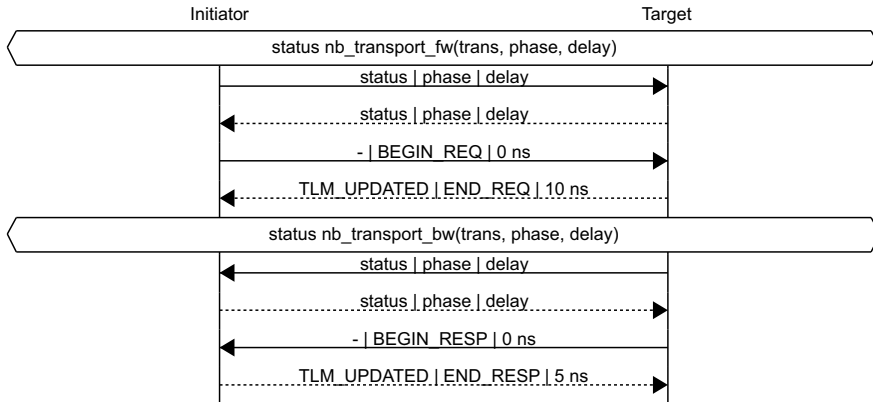 Initiator Target
status nb_transport_fw(trans, phase, delay)
status | phase | delay
status | phase | delay
- | BEGIN_REQ | 0 ns
TLM_UPDATED | END_REQ | 10 ns
status nb_transport_bw(trans, phase, delay)
status | phase | delay
status | phase | delay
- | BEGIN_RESP | 0 ns
TLM_UPDATED | END_RESP | 5 ns